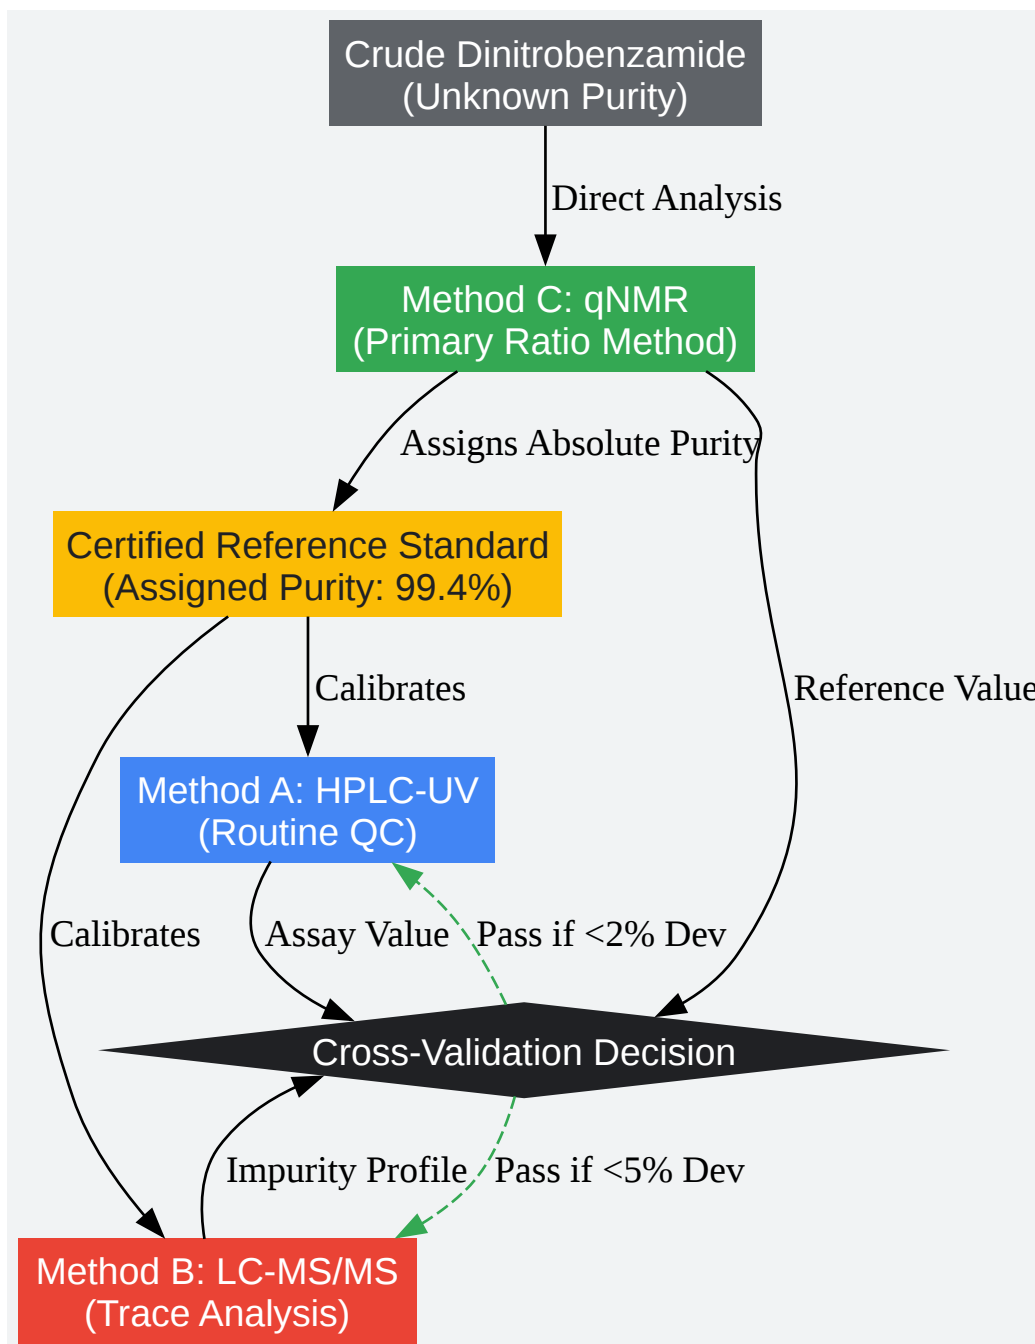 Crude Dinitrobenzamide
(Unknown Purity)
Direct Analysis
Method C: qNMR
(Primary Ratio Method)
Assigns Absolute Purity
Certified Reference Standard
(Assigned Purity: 99.4%)
Calibrates
Reference Value
Method A: HPLC-UV
(Routine QC)
Calibrates
Assay Value
Pass if <2% Dev
Cross-Validation Decision
Impurity Profile
Pass if <5% Dev
Method B: LC-MS/MS
(Trace Analysis)